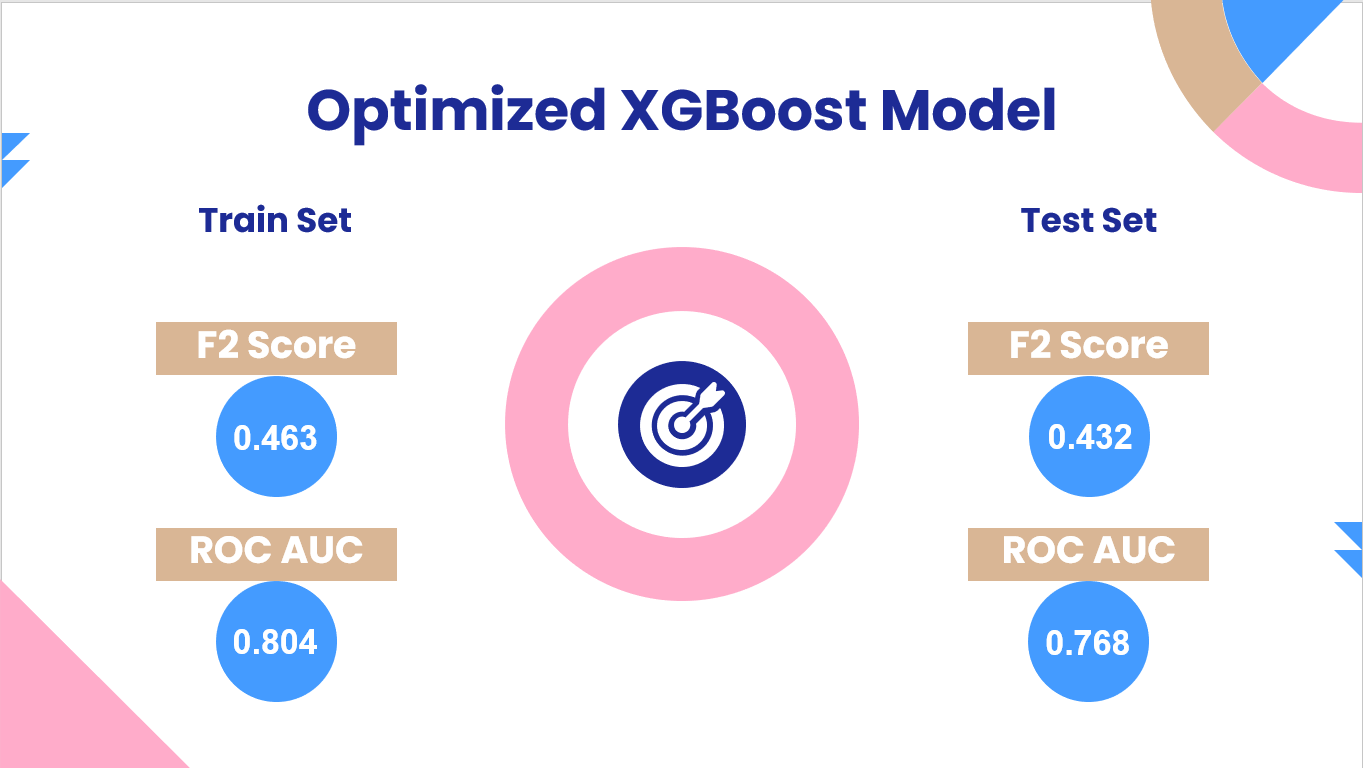 Optimized XGBoost Model
Train Set
F2 Score
0.463
ROC AUC
0.804
Test Set
F2 Score
0.432
ROC AUC
0.768